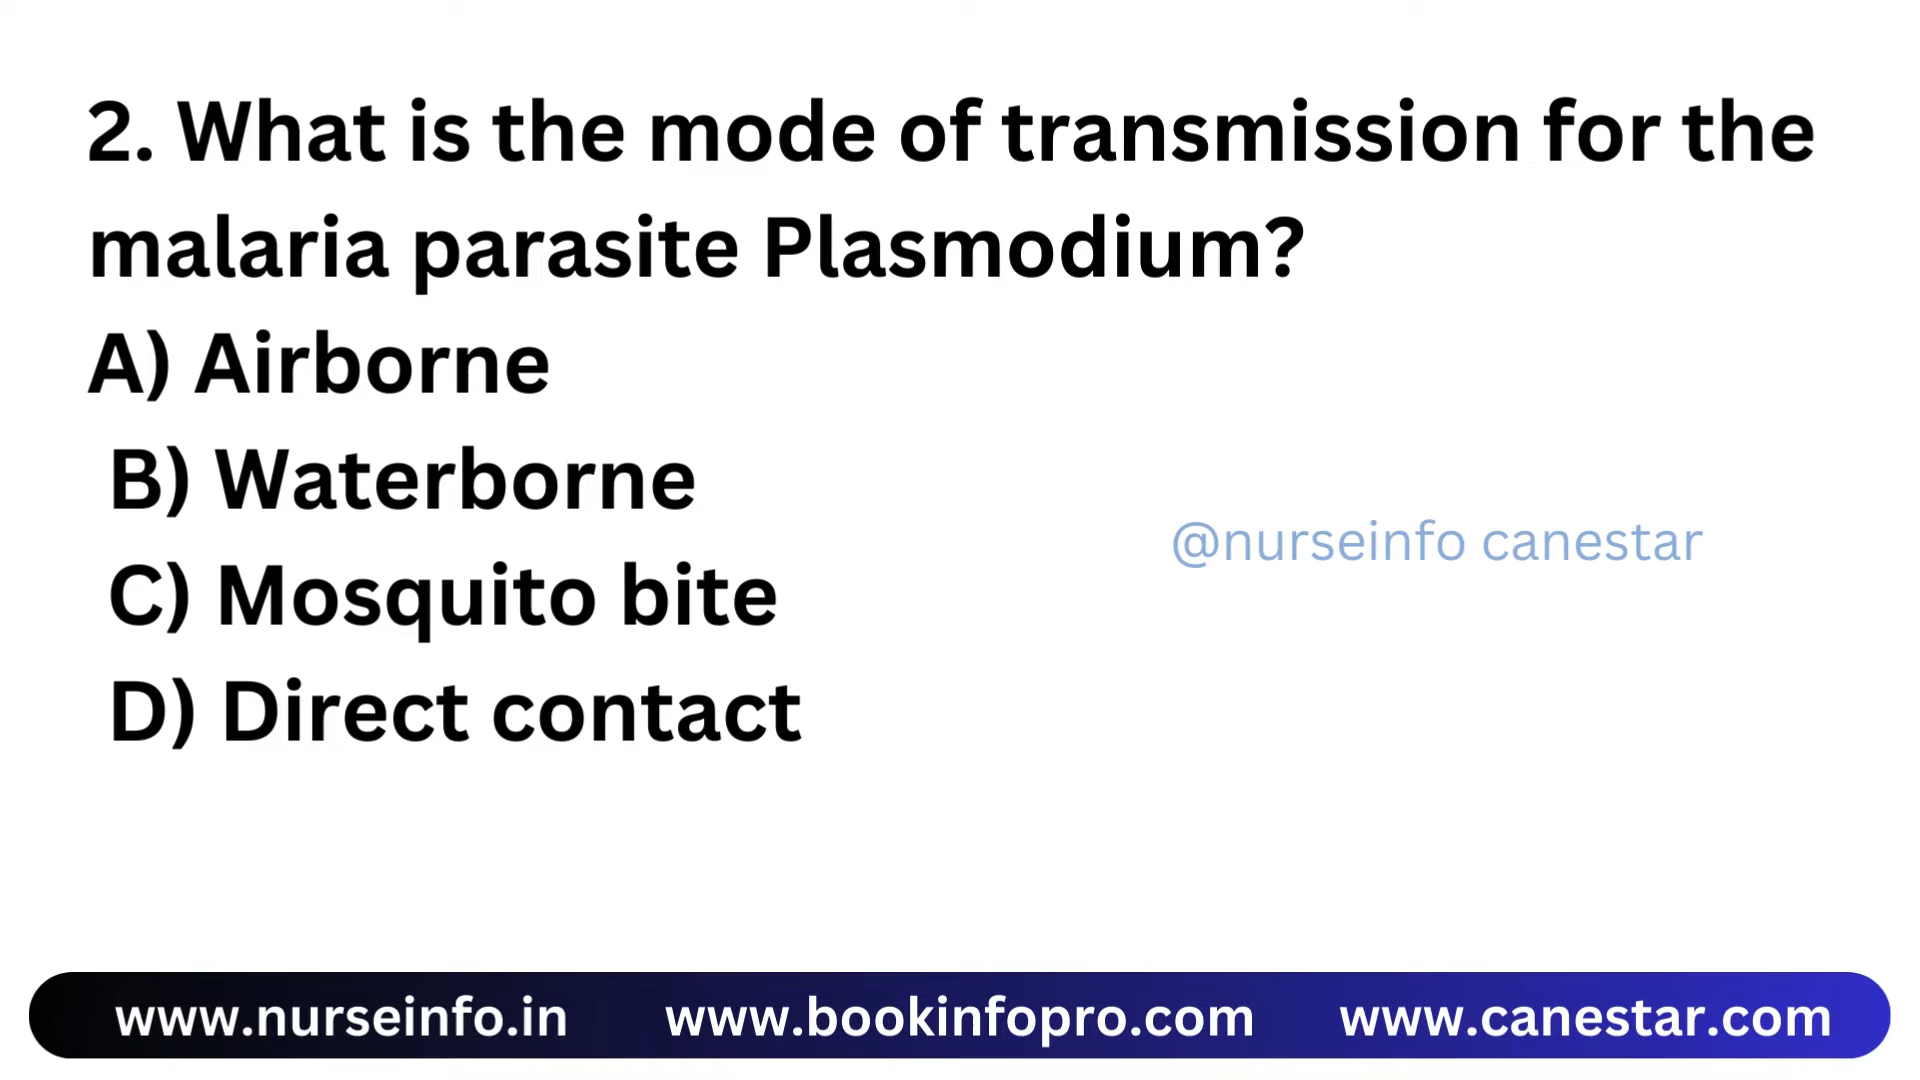 2. What is the mode of transmission for the
malaria parasite Plasmodium?
A) Airborne
B) Waterborne
C) Mosquito bite
D) Direct contact
@nurseinfo canestar
www.nurseinfo.in www.bookinfopro.com www.canestar.com